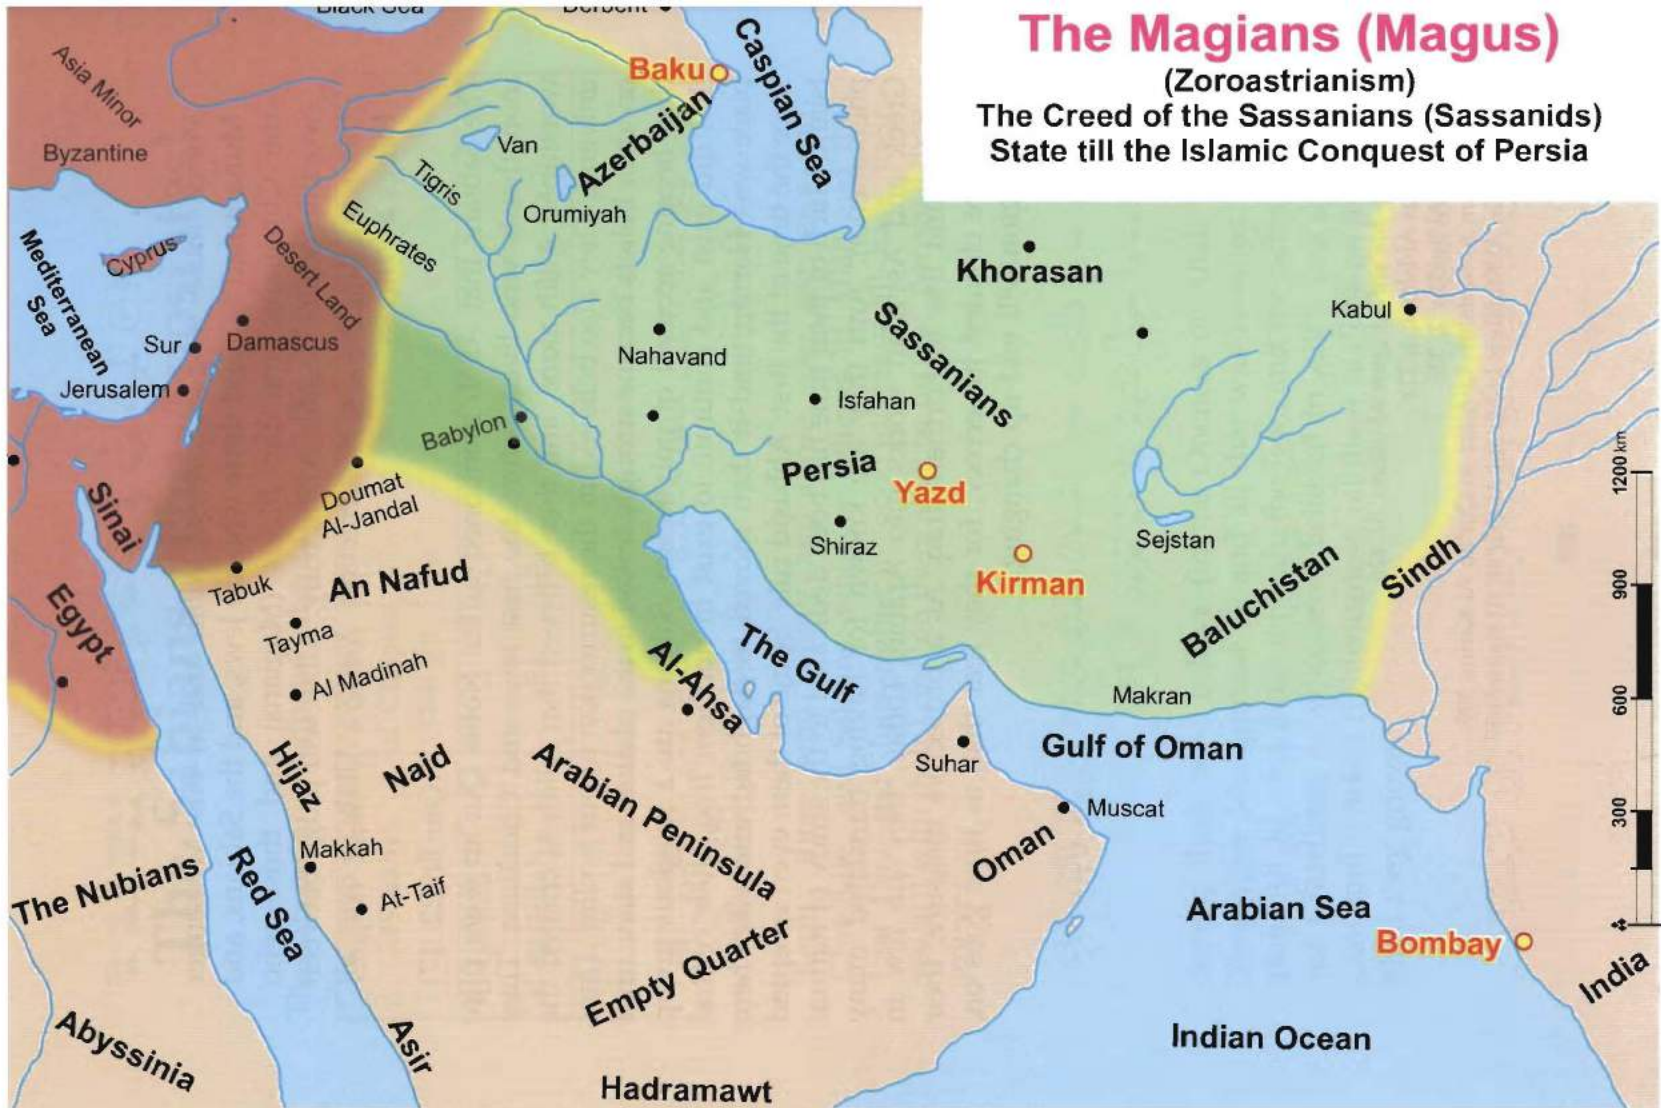 The Magians (Magus)
(Zoroastrianism)
The Creed of the Sassanians (Sassanids)
State till the Islamic Conquest of Persia
Black Sea
Derbent
Caspian Sea
Baku
Asia Minor
Byzantine
Van
Azerbaijan
Tigris
Orumiyah
Euphrates
Cyprus
Desert Land
Mediterranean
Sea
Khorasan
Kabul
Sur
Damascus
Nahavand
Sassanians
Jerusalem
Isfahan
Babylon
Persia
Yazd
Doumat
Al-Jandal
Sinai
Shiraz
Sejstan
Kirman
Sindh
Baluchistan
Tabuk
An Nafud
Egypt
Tayma
Al Madinah
Al-Ahsa
The Gulf
Makran
Gulf of Oman
Suhar
Hijaz
Najd
Arabian Peninsula
Muscat
Oman
Makkah
At-Taif
The Nubians
Red Sea
Arabian Sea
Bombay
Empty Quarter
India
Abyssinia
Asir
Indian Ocean
Hadramawt
1200 km
900
600
300